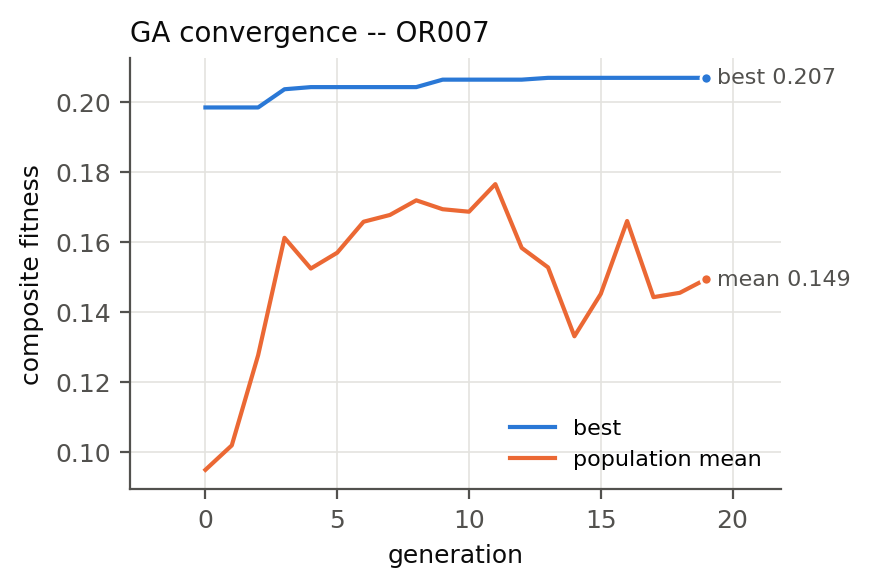 GA convergence -- OR007
composite fitness
0.20
0.18
0.16
0.14
0.12
0.10
best 0.207
mean 0.149
best
population mean
0 5 10 15 20
generation